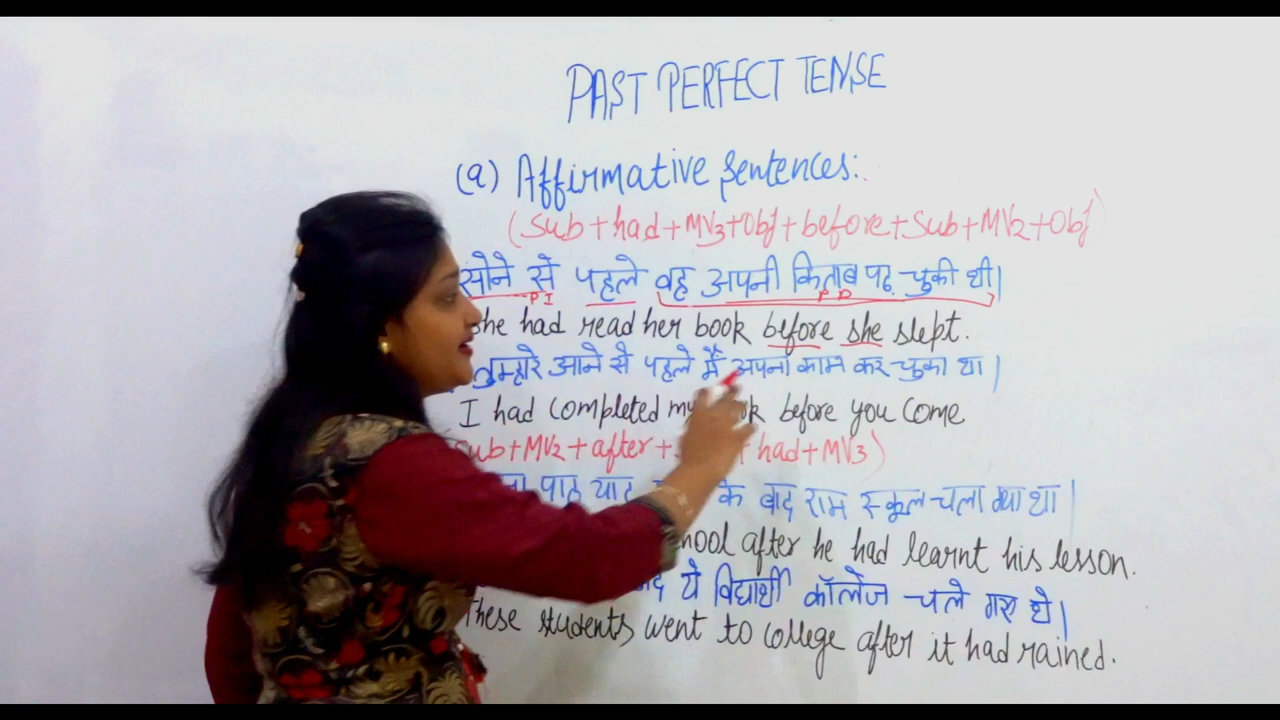 PAST PERFECT TENSE
(a) Affirmative Sentences:
(Sub+had+MV3+Obj+before+Sub+MV2+Obj)
सोने से पहले वह अपनी किताब पढ़ चुकी थी|
PI PP
he had read her book before she slept.
तुम्हारे आने से पहले मैं अपना काम कर चुका था|
I had completed my before you come
sub+MV2+after+ +had+MV3)
पाठ याद के बाद राम स्कूल चला गया था|
after he had learnt his lesson.
ये विद्यार्थी कॉलेज चले गए थे|
These students went to college after it had rained.